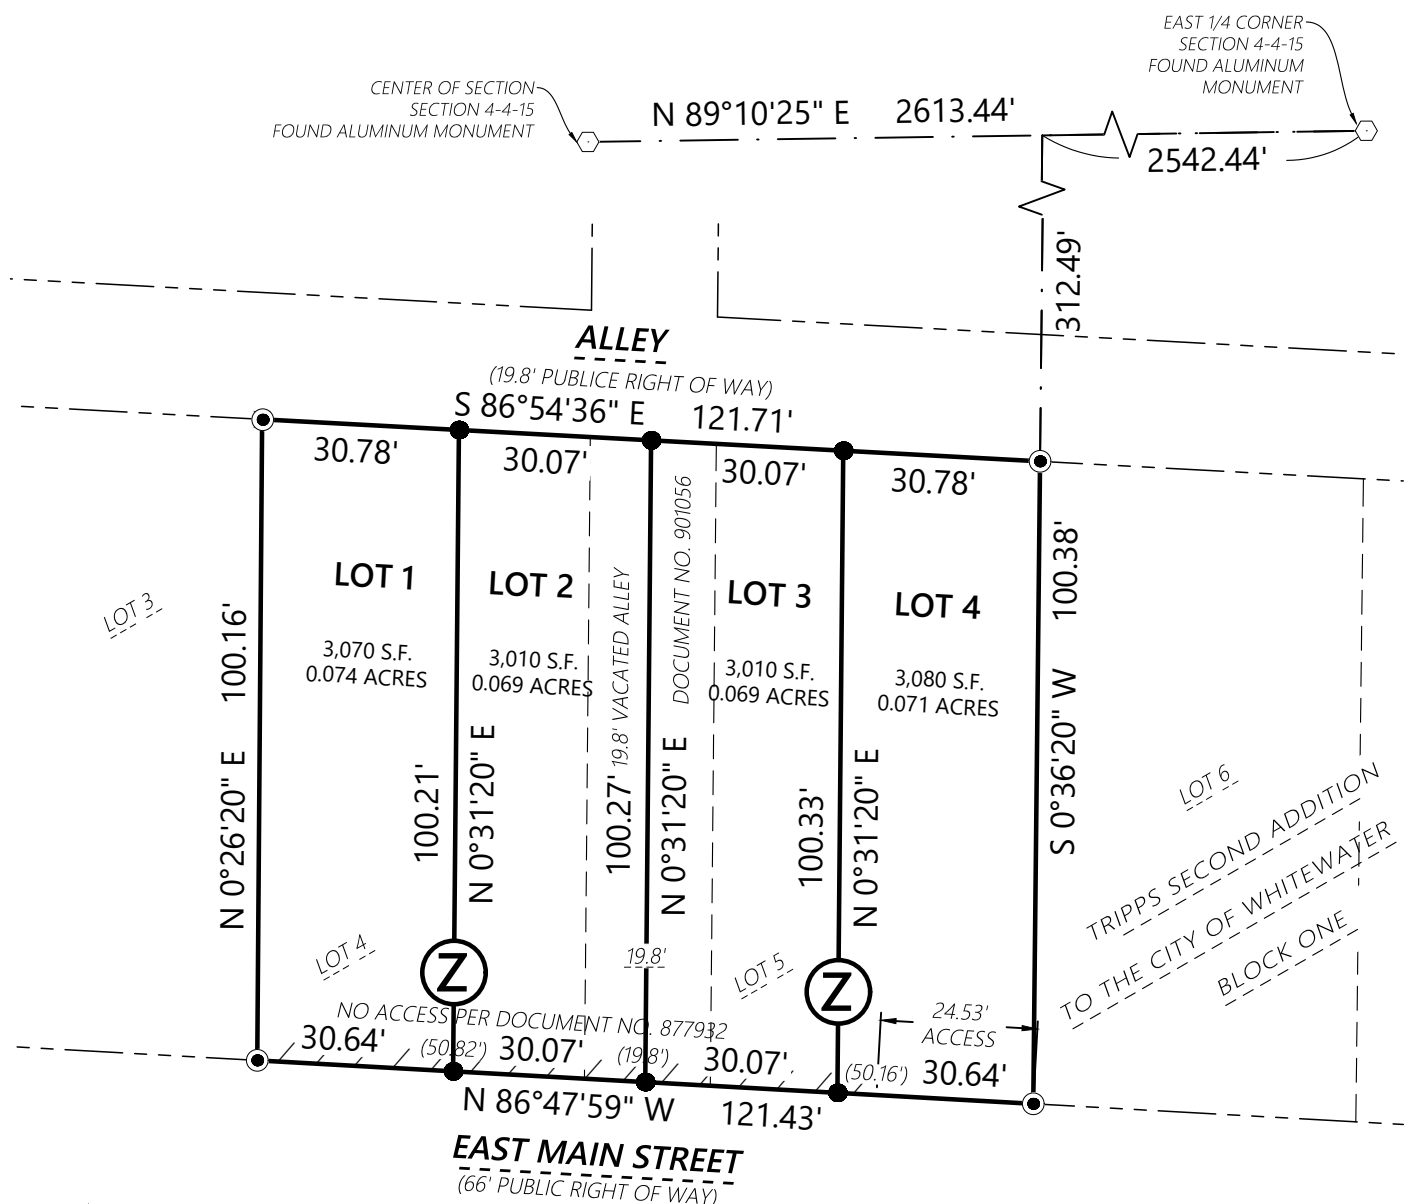 EAST 1/4 CORNER
SECTION 4-4-15
FOUND ALUMINUM
MONUMENT
CENTER OF SECTION
SECTION 4-4-15
FOUND ALUMINUM MONUMENT
N 89°10'25" E 2613.44'
2542.44'
312.49'
ALLEY
(19.8' PUBLICE RIGHT OF WAY)
S 86°54'36" E 121.71'
30.78'
30.07'
30.07'
30.78'
LOT 1
3,070 S.F.
0.074 ACRES
LOT 2
3,010 S.F.
0.069 ACRES
LOT 3
3,010 S.F.
0.069 ACRES
LOT 4
3,080 S.F.
0.071 ACRES
19.8' VACATED ALLEY
DOCUMENT NO. 901056
LOT 3
N 0°26'20" E 100.16'
100.21'
N 0°31'20" E
100.27'
N 0°31'20" E
100.33'
N 0°31'20" E
S 0°36'20" W 100.38'
LOT 6
TRIPPS SECOND ADDITION
TO THE CITY OF WHITEWATER
BLOCK ONE
LOT 4
Z
19.8'
LOT 5
Z
24.53'
ACCESS
NO ACCESS PER DOCUMENT NO. 877932
30.64'
(50.82')
30.07'
(19.8')
30.07'
(50.16')
30.64'
N 86°47'59" W 121.43'
EAST MAIN STREET
(66' PUBLIC RIGHT OF WAY)